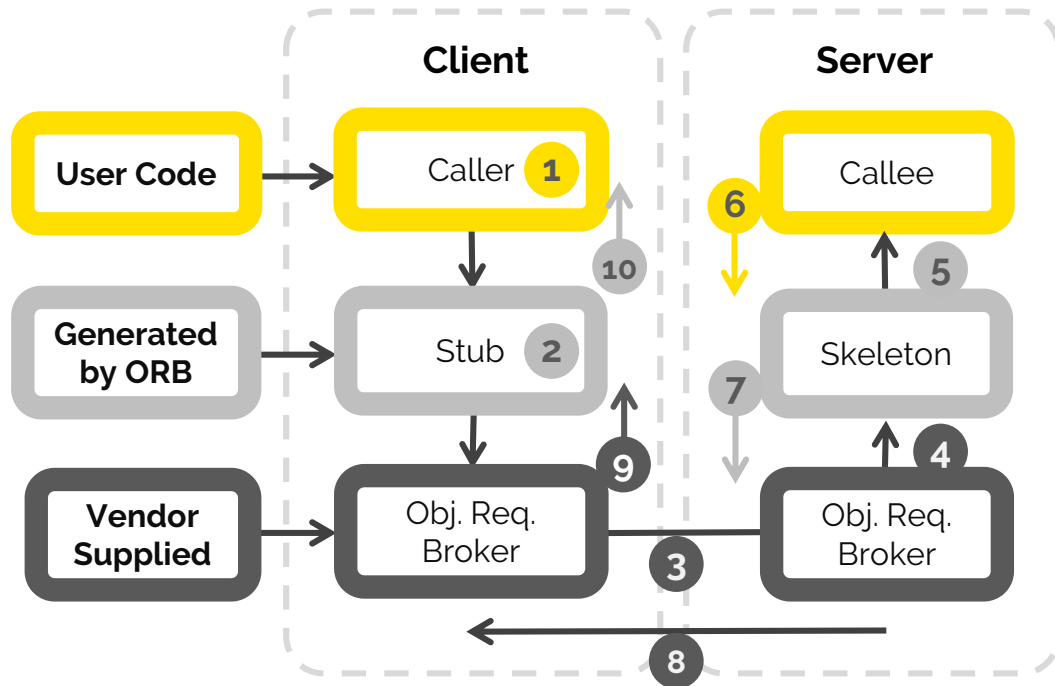 Client
Server
User Code
Caller
1
Callee
6
10
5
Generated
by ORB
Stub
2
Skeleton
7
9
4
Vendor
Supplied
Obj. Req.
Broker
3
Obj. Req.
Broker
8